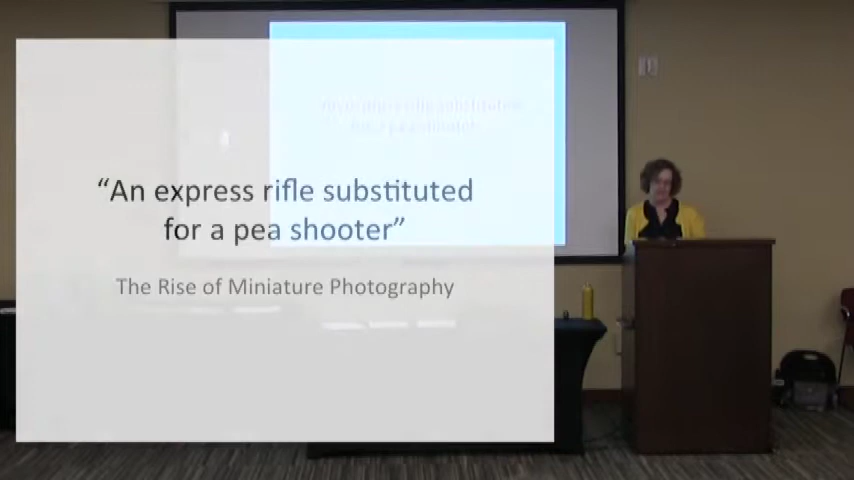 “An express rifle substituted
for a pea shooter”
The Rise of Miniature Photography